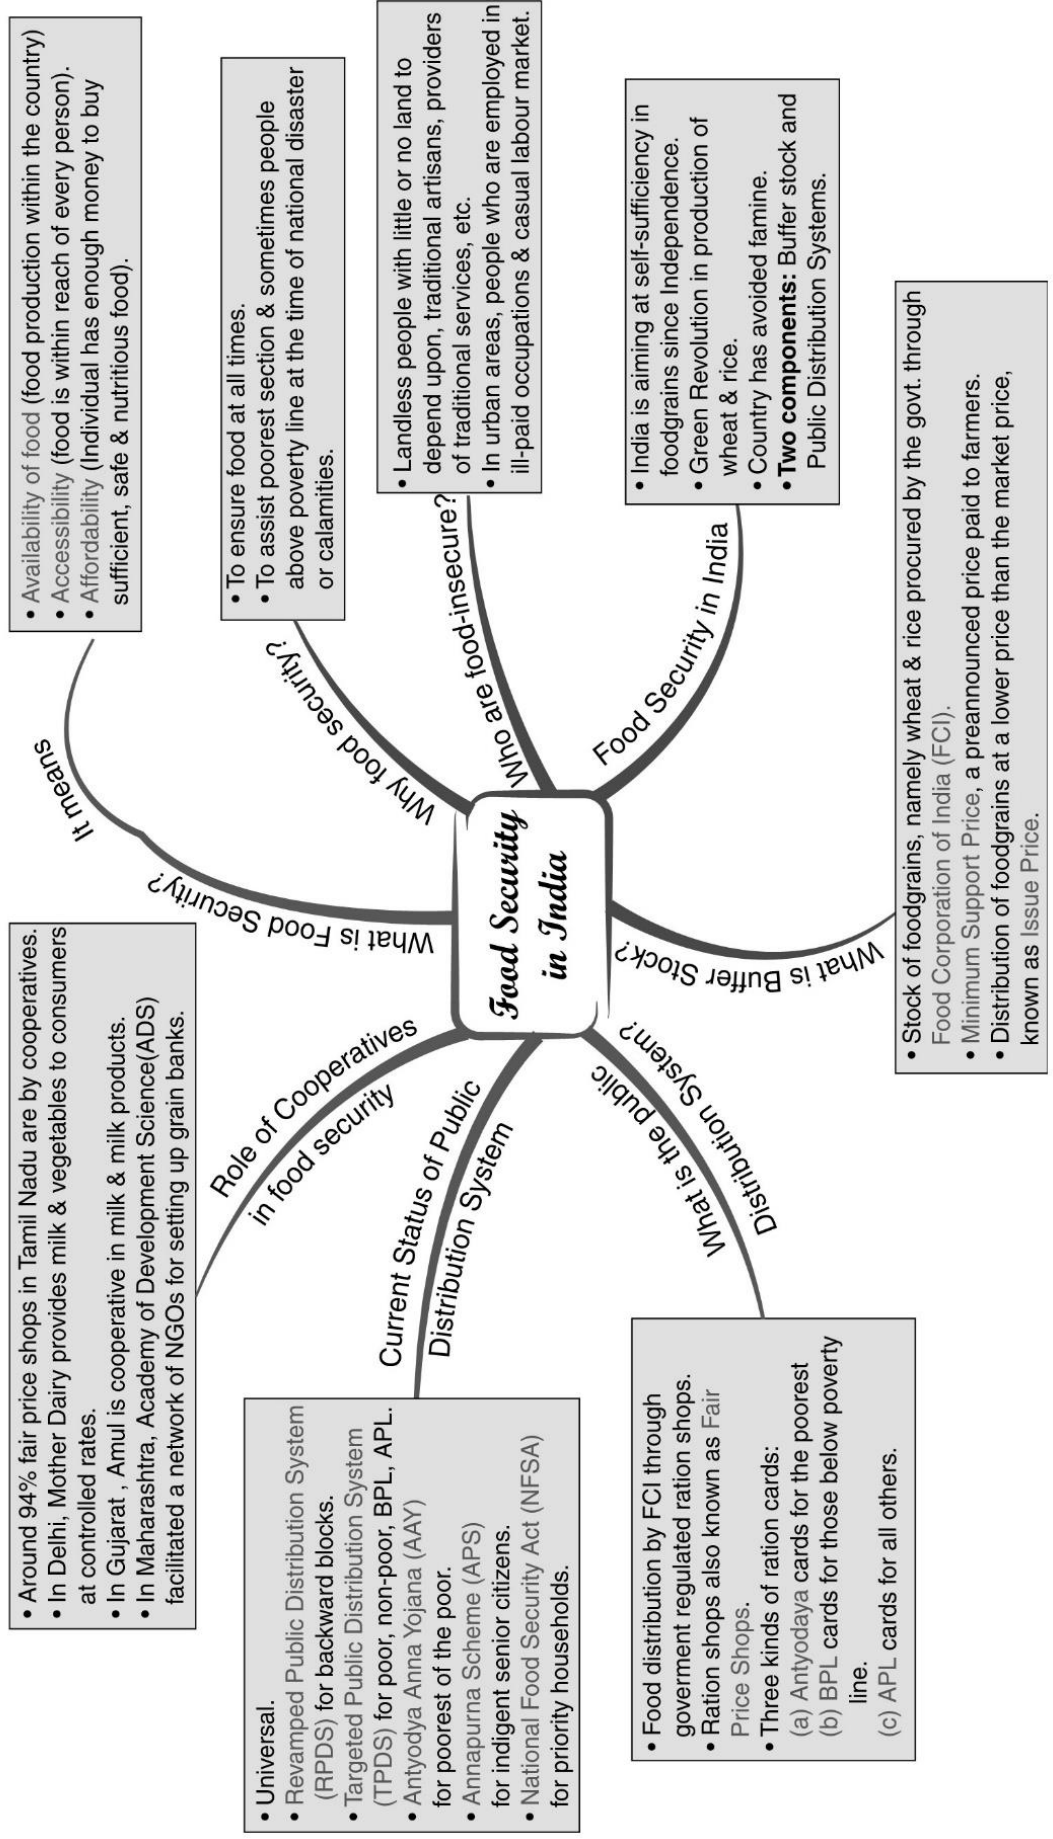 Food Security
in India
What is Food Security?
It means
• Availability of food (food production within the country)
• Accessibility (food is within reach of every person).
• Affordability (Individual has enough money to buy
sufficient, safe & nutritious food).
Why food security?
• To ensure food at all times.
• To assist poorest section & sometimes people
above poverty line at the time of national disaster
or calamities.
Who are food-insecure?
• Landless people with little or no land to
depend upon, traditional artisans, providers
of traditional services, etc.
• In urban areas, people who are employed in
ill-paid occupations & casual labour market.
Food Security in India
• India is aiming at self-sufficiency in
foodgrains since Independence.
• Green Revolution in production of
wheat & rice.
• Country has avoided famine.
• Two components: Buffer stock and
Public Distribution Systems.
What is Buffer Stock?
• Stock of foodgrains, namely wheat & rice procured by the govt. through
Food Corporation of India (FCI).
• Minimum Support Price, a preannounced price paid to farmers.
• Distribution of foodgrains at a lower price than the market price,
known as Issue Price.
What is the public
Distribution System?
• Food distribution by FCI through
goverment regulated ration shops.
• Ration shops also known as Fair
Price Shops.
• Three kinds of ration cards:
(a) Antyodaya cards for the poorest
(b) BPL cards for those below poverty
line.
(c) APL cards for all others.
Current Status of Public
Distribution System
• Universal.
• Revamped Public Distribution System
(RPDS) for backward blocks.
• Targeted Public Distribution System
(TPDS) for poor, non-poor, BPL, APL.
• Antyodya Anna Yojana (AAY)
for poorest of the poor.
• Annapurna Scheme (APS)
for indigent senior citizens.
• National Food Security Act (NFSA)
for priority households.
Role of Cooperatives
in food security
• Around 94% fair price shops in Tamil Nadu are by cooperatives.
• In Delhi, Mother Dairy provides milk & vegetables to consumers
at controlled rates.
• In Gujarat , Amul is cooperative in milk & milk products.
• In Maharashtra, Academy of Development Science(ADS)
facilitated a network of NGOs for setting up grain banks.